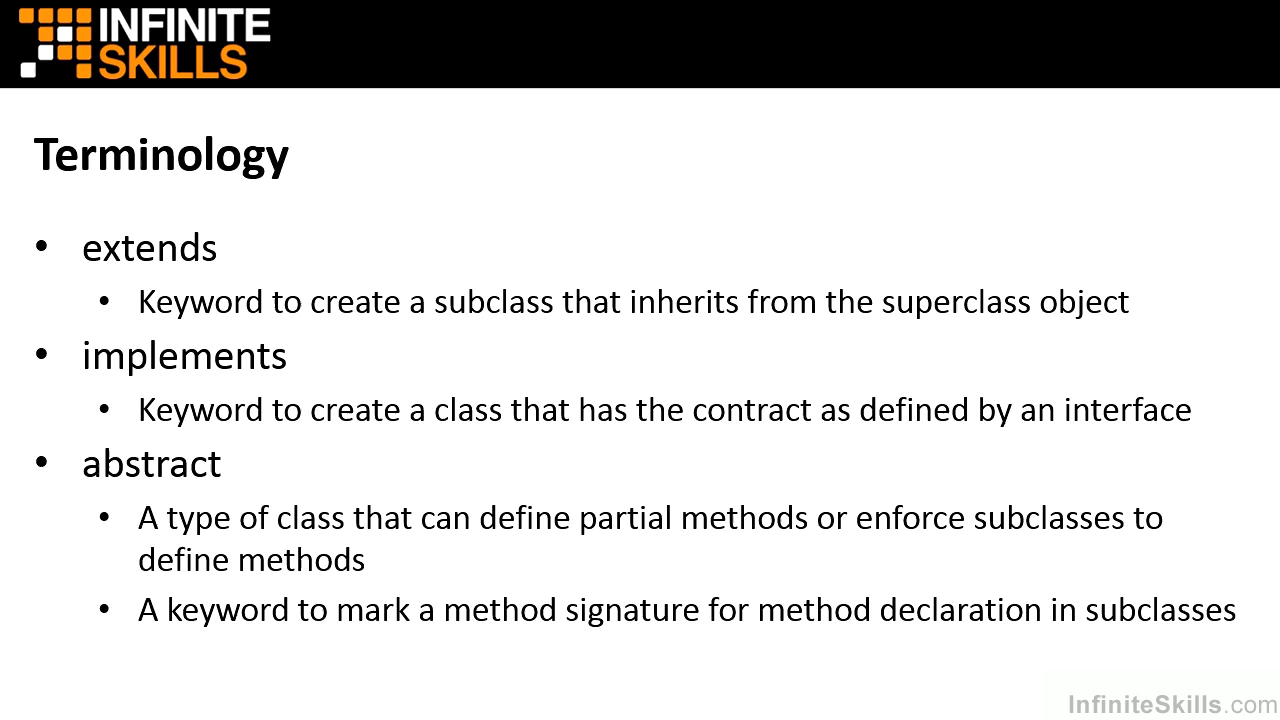 INFINITE
SKILLS
Terminology
• extends
• Keyword to create a subclass that inherits from the superclass object
• implements
• Keyword to create a class that has the contract as defined by an interface
• abstract
• A type of class that can define partial methods or enforce subclasses to
define methods
• A keyword to mark a method signature for method declaration in subclasses
InfiniteSkills.com